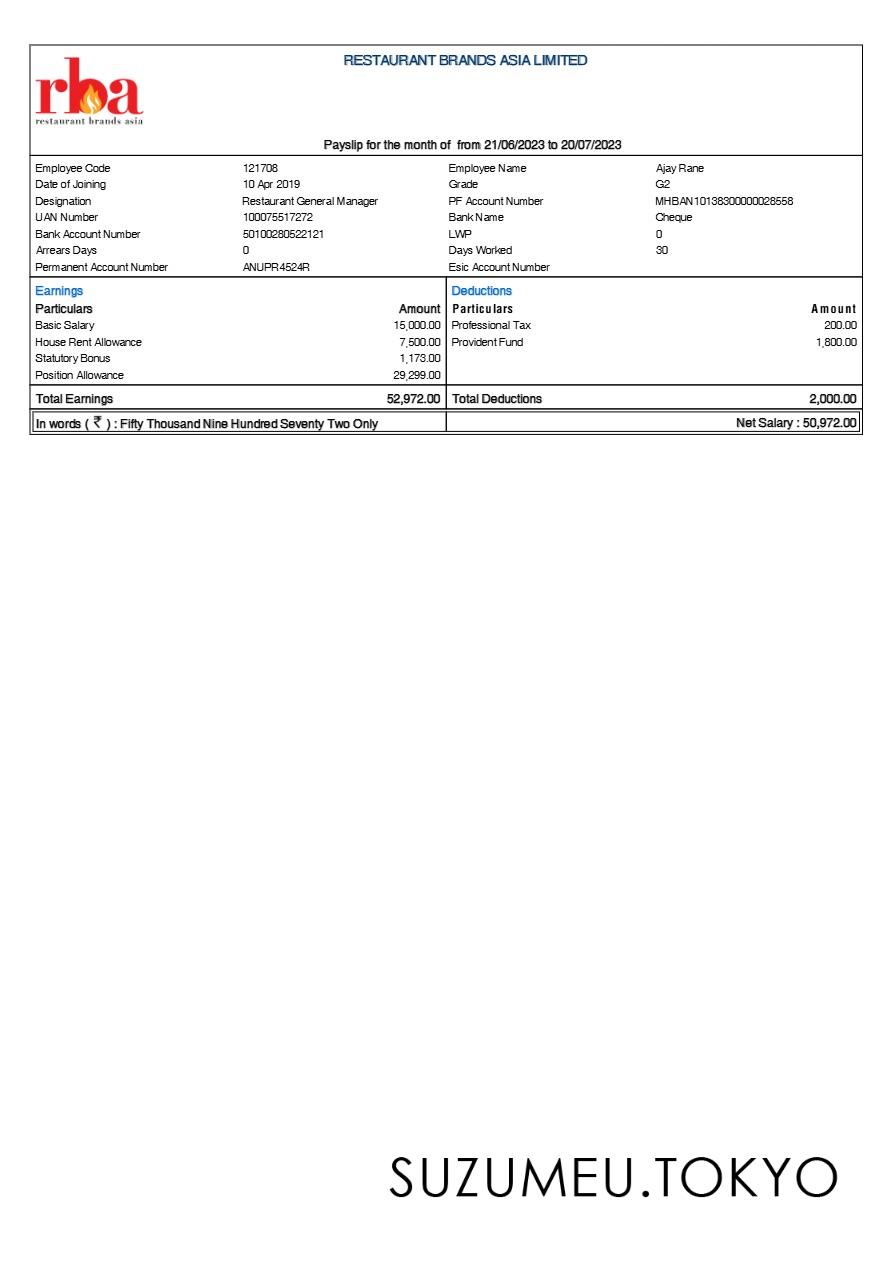 RESTAURANT BRANDS ASIA LIMITED
rba
restaurant brands asia
Payslip for the month of from 21/06/2023 to 20/07/2023
Employee Code 121708 Employee Name Ajay Rane
Date of Joining 10 Apr 2019 Grade G2
Designation Restaurant General Manager PF Account Number MHBAN10138300000028558
UAN Number 100075517272 Bank Name Cheque
Bank Account Number 50100280522121 LWP 0
Arrears Days 0 Days Worked 30
Permanent Account Number ANUPR4524R Esic Account Number
Earnings Deductions
Particulars Amount Particulars Amount
Basic Salary 15,000.00 Professional Tax 200.00
House Rent Allowance 7,500.00 Provident Fund 1,800.00
Statutory Bonus 1,173.00
Position Allowance 29,299.00
Total Earnings 52,972.00 Total Deductions 2,000.00
In words ( ₹ ) : Fifty Thousand Nine Hundred Seventy Two Only Net Salary : 50,972.00
SUZUMEU.TOKYO